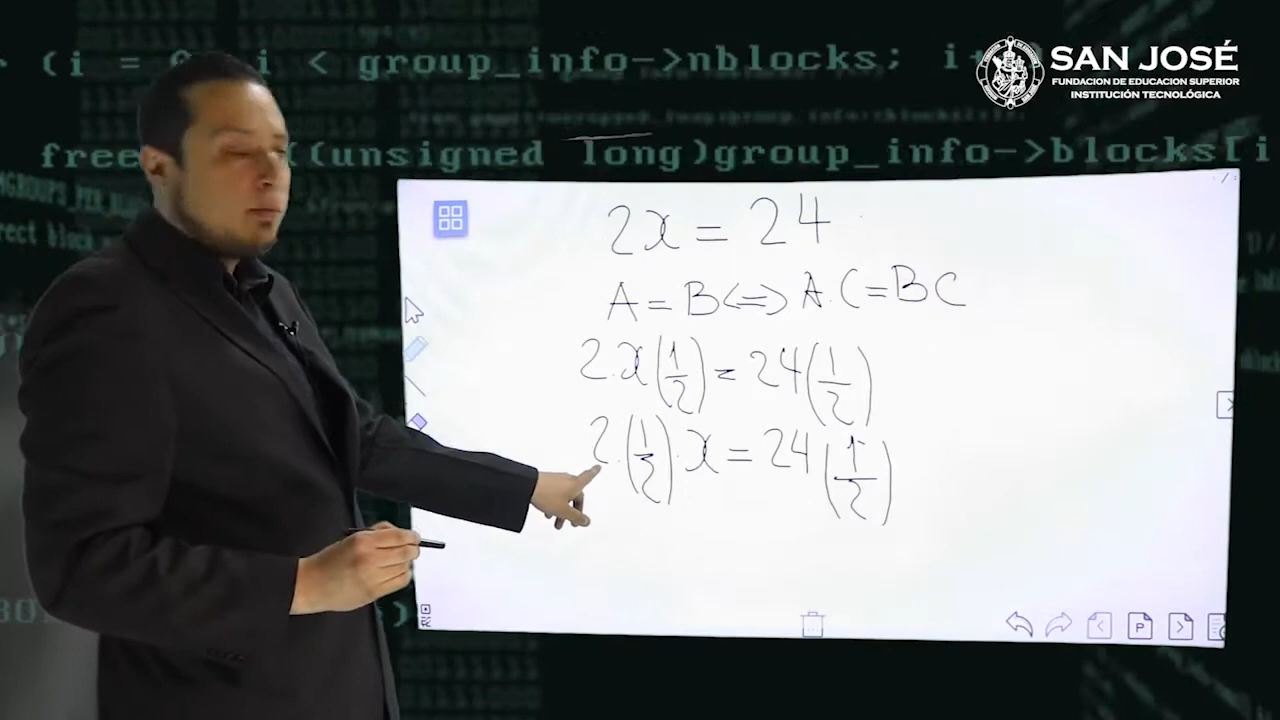 (i = 0; i < group_info->nblocks; i+
SAN JOSÉ
FUNDACION DE EDUCACION SUPERIOR
INSTITUCIÓN TECNOLÓGICA
free ((unsigned long)group_info->blocks[i
2x = 24
A = B <=> A.C = BC
2.x(1/2) = 24(1/2)
2.(1/2).x = 24(1/2)
P